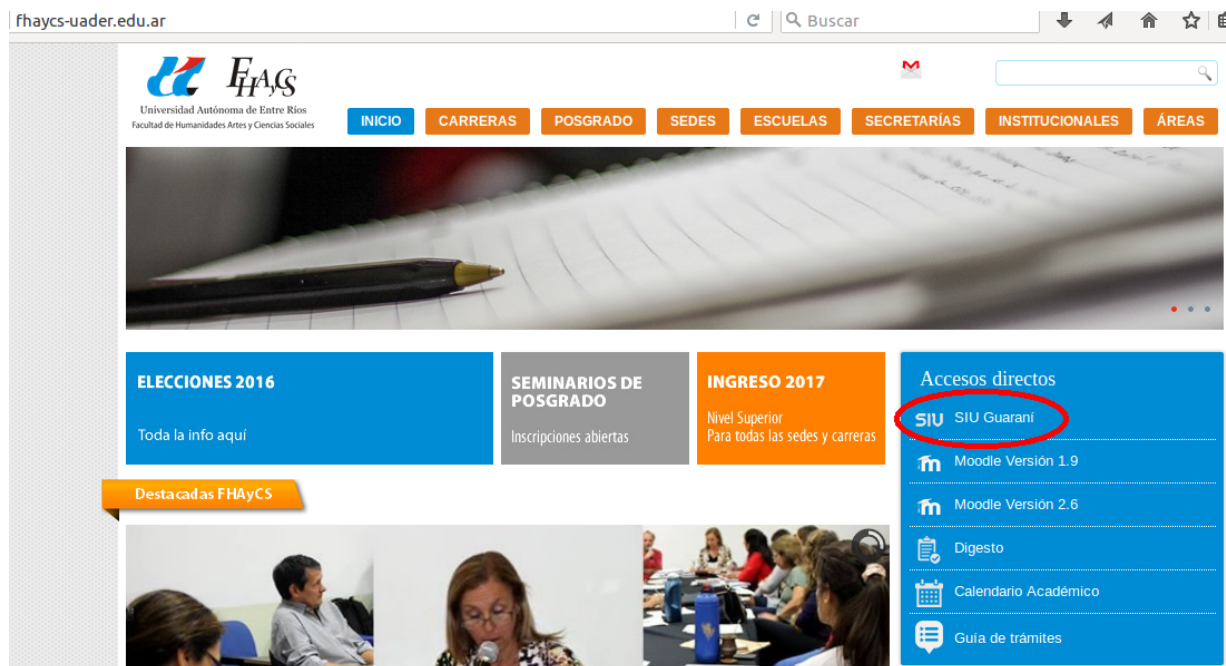 fhaycs-uader.edu.ar
Buscar
FHAyCS
Universidad Autónoma de Entre Ríos
Facultad de Humanidades Artes y Ciencias Sociales
INICIO CARRERAS POSGRADO SEDES ESCUELAS SECRETARÍAS INSTITUCIONALES ÁREAS
ELECCIONES 2016
Toda la info aquí
SEMINARIOS DE
POSGRADO
Inscripciones abiertas
INGRESO 2017
Nivel Superior
Para todas las sedes y carreras
Accesos directos
SIU SIU Guaraní
Moodle Versión 1.9
Moodle Versión 2.6
Digesto
Calendario Académico
Guía de trámites
Destacadas FHAyCS